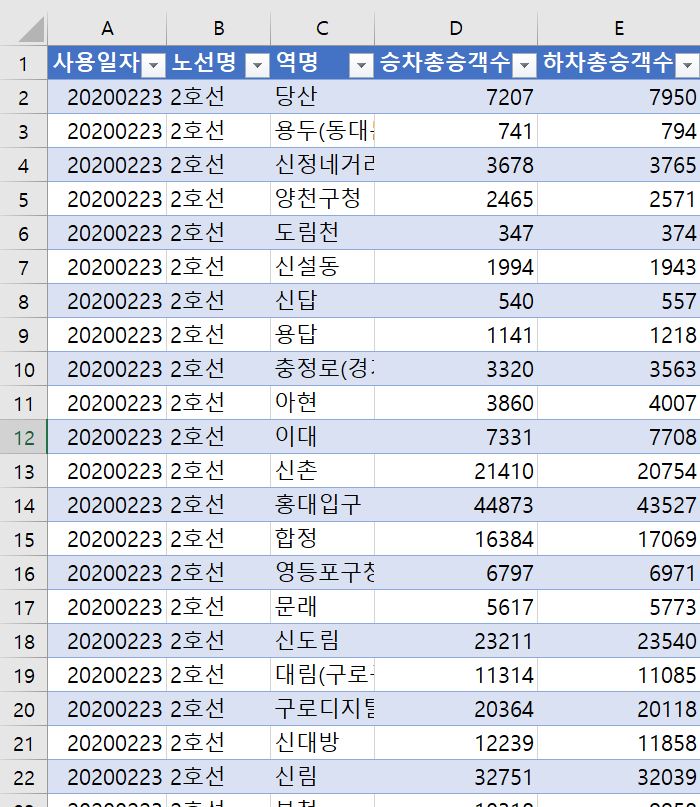 A B C D E
1 사용일자 노선명 역명 승차총승객수 하차총승객수
2 20200223 2호선 당산 7207 7950
3 20200223 2호선 용두(동대 741 794
4 20200223 2호선 신정네거리 3678 3765
5 20200223 2호선 양천구청 2465 2571
6 20200223 2호선 도림천 347 374
7 20200223 2호선 신설동 1994 1943
8 20200223 2호선 신답 540 557
9 20200223 2호선 용답 1141 1218
10 20200223 2호선 충정로(경 3320 3563
11 20200223 2호선 아현 3860 4007
12 20200223 2호선 이대 7331 7708
13 20200223 2호선 신촌 21410 20754
14 20200223 2호선 홍대입구 44873 43527
15 20200223 2호선 합정 16384 17069
16 20200223 2호선 영등포구청 6797 6971
17 20200223 2호선 문래 5617 5773
18 20200223 2호선 신도림 23211 23540
19 20200223 2호선 대림(구로 11314 11085
20 20200223 2호선 구로디지털 20364 20118
21 20200223 2호선 신대방 12239 11858
22 20200223 2호선 신림 32751 32039